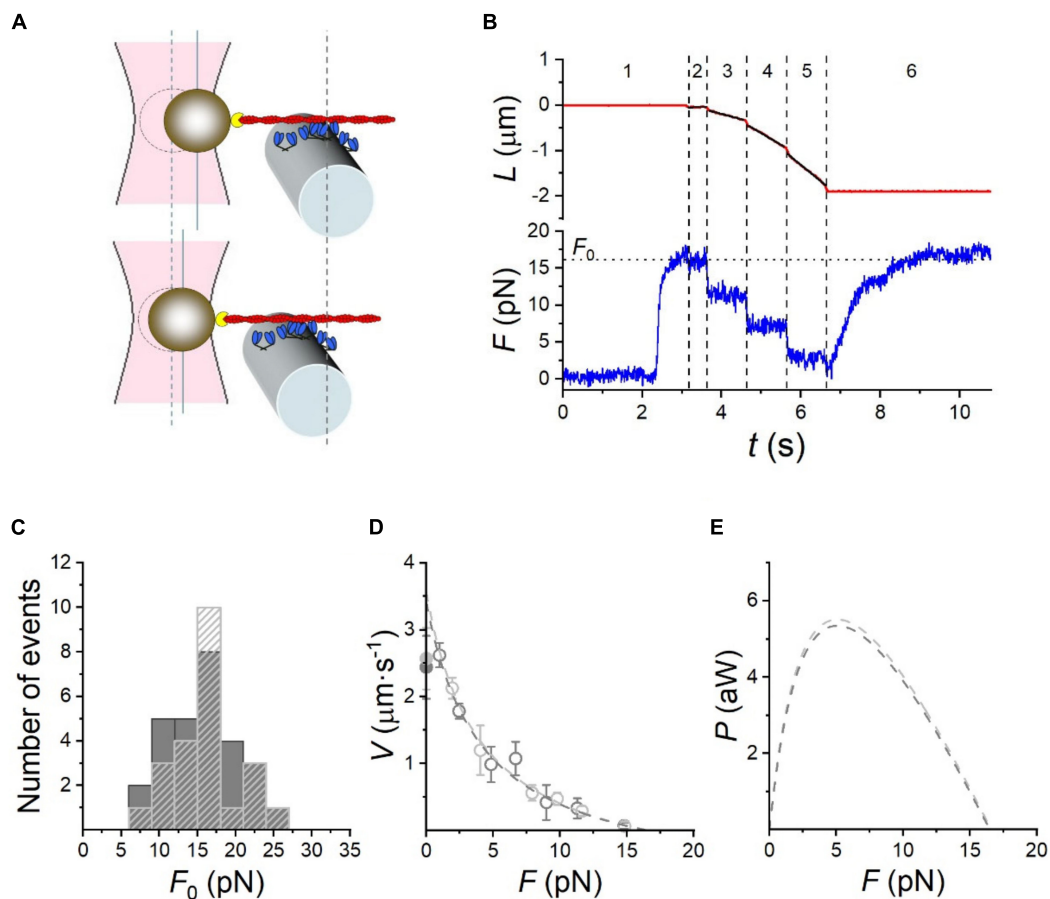 A
B
1 2 3 4 5 6
1
0
-1
-2
L (μm)
F₀
20
15
10
5
0
F (pN)
0 2 4 6 8 10
t (s)
C
12
10
8
6
4
2
Number of events
0 5 10 15 20 25 30 35
F₀ (pN)
D
4
3
2
1
V (μm·s⁻¹)
0 5 10 15 20
F (pN)
E
6
4
2
P (aW)
0 5 10 15 20
F (pN)